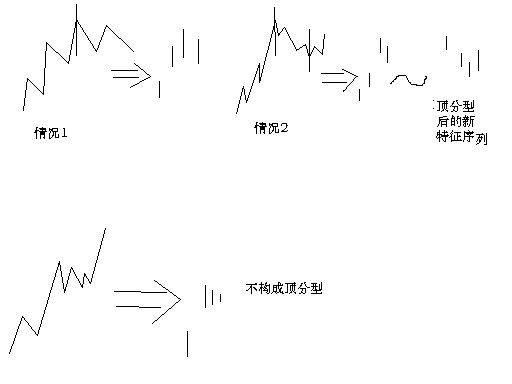 情况1
情况2
顶分型
后的新
特征序列
不构成顶分型